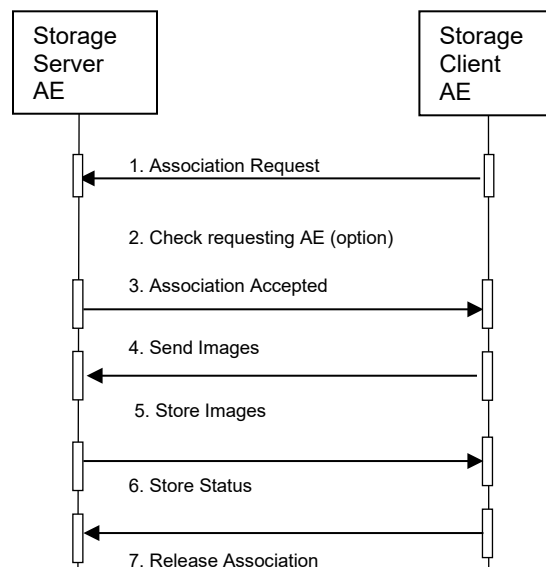 Storage
Server
AE
Storage
Client
AE
1. Association Request
2. Check requesting AE (option)
3. Association Accepted
4. Send Images
5. Store Images
6. Store Status
7. Release Association